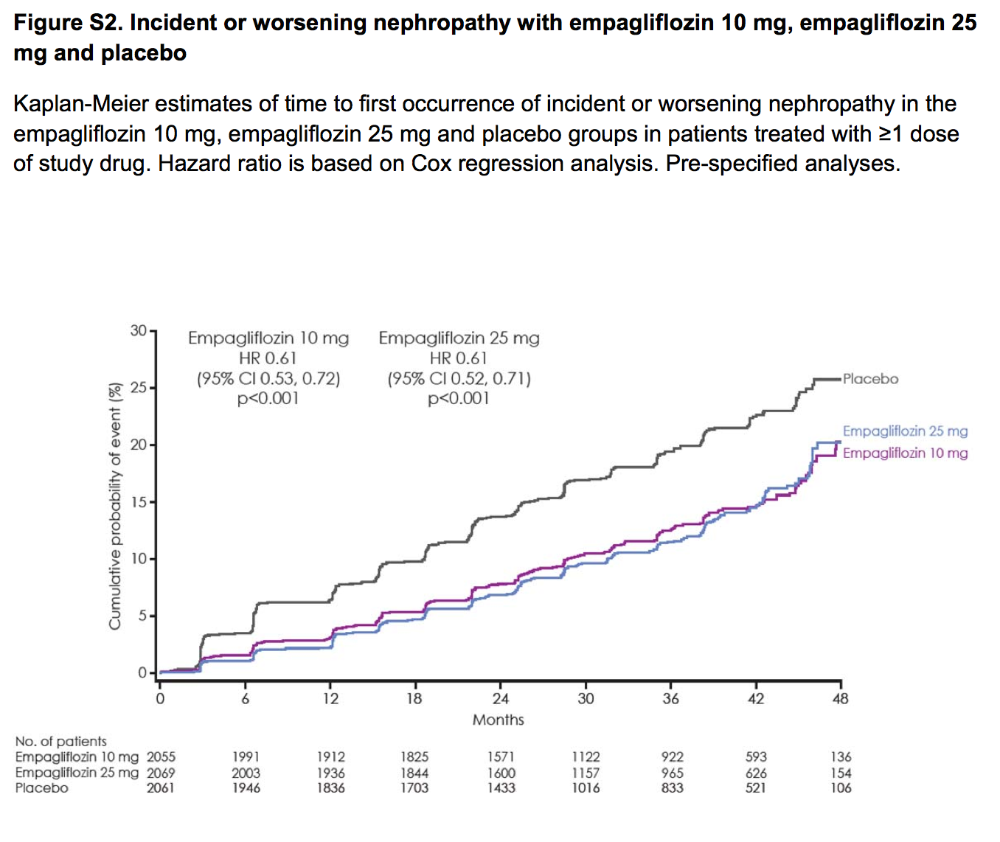 Figure S2. Incident or worsening nephropathy with empagliflozin 10 mg, empagliflozin 25
mg and placebo
Kaplan-Meier estimates of time to first occurrence of incident or worsening nephropathy in the
empagliflozin 10 mg, empagliflozin 25 mg and placebo groups in patients treated with ≥1 dose
of study drug. Hazard ratio is based on Cox regression analysis. Pre-specified analyses.
Empagliflozin 10 mg
HR 0.61
(95% CI 0.53, 0.72)
p<0.001
Empagliflozin 25 mg
HR 0.61
(95% CI 0.52, 0.71)
p<0.001
Cumulative probability of event (%)
30
25
20
15
10
5
0
Placebo
Empagliflozin 25 mg
Empagliflozin 10 mg
0 6 12 18 24 30 36 42 48
Months
No. of patients
Empagliflozin 10 mg 2055 1991 1912 1825 1571 1122 922 593 136
Empagliflozin 25 mg 2069 2003 1936 1844 1600 1157 965 626 154
Placebo 2061 1946 1836 1703 1433 1016 833 521 106